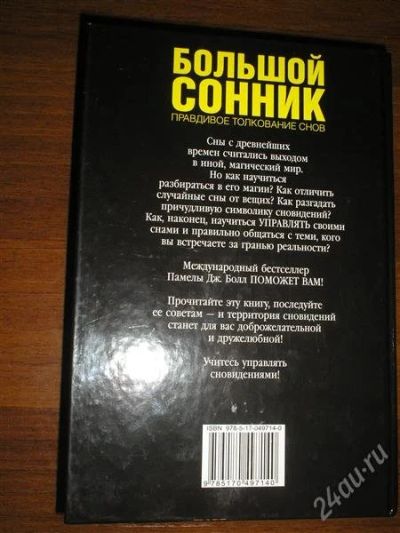 БОЛЬШОЙ
СОННИК
ПРАВДИВОЕ ТОЛКОВАНИЕ СНОВ
Сны с древнейших
времен считались выходом
в иной, магический мир.
Но как научиться
разбираться в его магии? Как отличить
случайные сны от вещих? Как разгадать
причудливую символику сновидений?
Как, наконец, научиться УПРАВЛЯТЬ своими
снами и правильно общаться с теми, кого
вы встречаете за гранью реальности?
Международный бестселлер
Памелы Дж. Болл ПОМОЖЕТ ВАМ!
Прочитайте эту книгу, последуйте
ее советам — и территория сновидений
станет для вас доброжелательной
и дружелюбной!
Учитесь управлять
сновидениями!
ISBN 978-5-17-049714-0
9785170497140
24au.ru